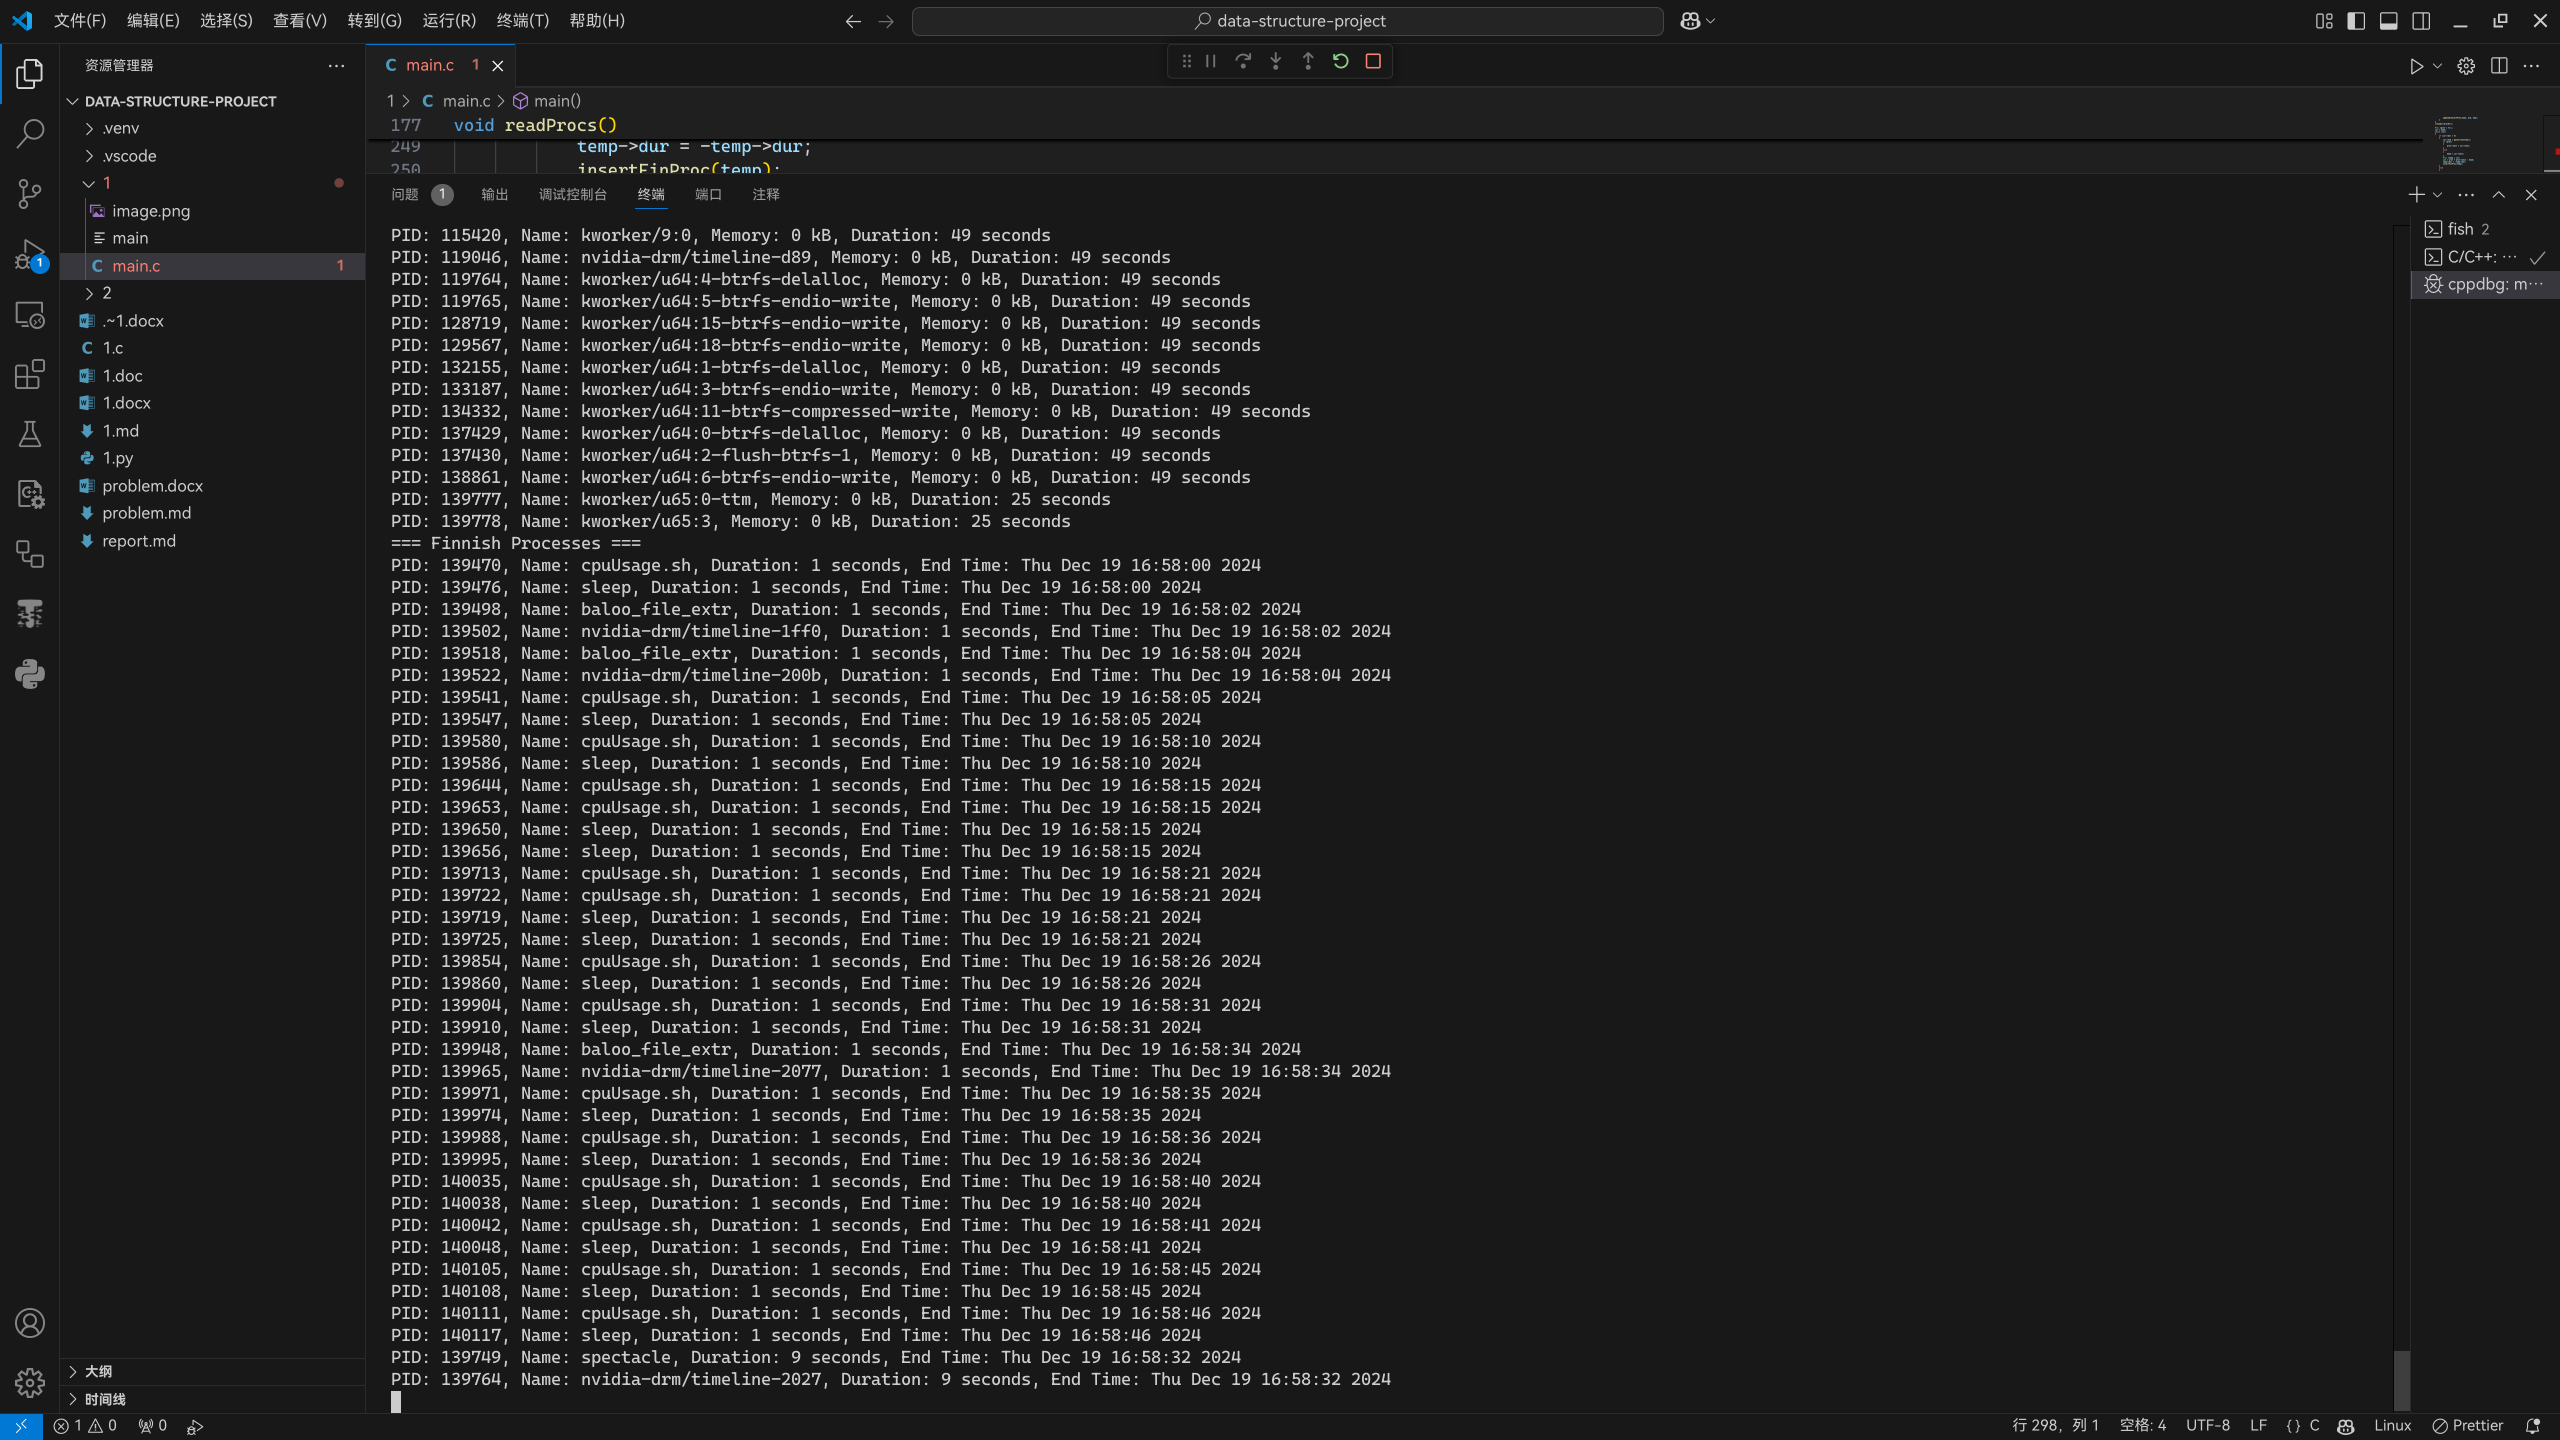 文件(F) 编辑(E) 选择(S) 查看(V) 转到(G) 运行(R) 终端(T) 帮助(H) data-structure-project
资源管理器
DATA-STRUCTURE-PROJECT
.venv
.vscode
1
image.png
main
main.c 1
2
.~1.docx
1.c
1.doc
1.docx
1.md
1.py
problem.docx
problem.md
report.md
大纲
时间线
main.c 1
1 > main.c > main()
177 void readProcs()
249 temp->dur = -temp->dur;
250 insertFinProc(temp);
问题 1 输出 调试控制台 终端 端口 注释
PID: 115420, Name: kworker/9:0, Memory: 0 kB, Duration: 49 seconds
PID: 119046, Name: nvidia-drm/timeline-d89, Memory: 0 kB, Duration: 49 seconds
PID: 119764, Name: kworker/u64:4-btrfs-delalloc, Memory: 0 kB, Duration: 49 seconds
PID: 119765, Name: kworker/u64:5-btrfs-endio-write, Memory: 0 kB, Duration: 49 seconds
PID: 128719, Name: kworker/u64:15-btrfs-endio-write, Memory: 0 kB, Duration: 49 seconds
PID: 129567, Name: kworker/u64:18-btrfs-endio-write, Memory: 0 kB, Duration: 49 seconds
PID: 132155, Name: kworker/u64:1-btrfs-delalloc, Memory: 0 kB, Duration: 49 seconds
PID: 133187, Name: kworker/u64:3-btrfs-endio-write, Memory: 0 kB, Duration: 49 seconds
PID: 134332, Name: kworker/u64:11-btrfs-compressed-write, Memory: 0 kB, Duration: 49 seconds
PID: 137429, Name: kworker/u64:0-btrfs-delalloc, Memory: 0 kB, Duration: 49 seconds
PID: 137430, Name: kworker/u64:2-flush-btrfs-1, Memory: 0 kB, Duration: 49 seconds
PID: 138861, Name: kworker/u64:6-btrfs-endio-write, Memory: 0 kB, Duration: 49 seconds
PID: 139777, Name: kworker/u65:0-ttm, Memory: 0 kB, Duration: 25 seconds
PID: 139778, Name: kworker/u65:3, Memory: 0 kB, Duration: 25 seconds
=== Finnish Processes ===
PID: 139470, Name: cpuUsage.sh, Duration: 1 seconds, End Time: Thu Dec 19 16:58:00 2024
PID: 139476, Name: sleep, Duration: 1 seconds, End Time: Thu Dec 19 16:58:00 2024
PID: 139498, Name: baloo_file_extr, Duration: 1 seconds, End Time: Thu Dec 19 16:58:02 2024
PID: 139502, Name: nvidia-drm/timeline-1ff0, Duration: 1 seconds, End Time: Thu Dec 19 16:58:02 2024
PID: 139518, Name: baloo_file_extr, Duration: 1 seconds, End Time: Thu Dec 19 16:58:04 2024
PID: 139522, Name: nvidia-drm/timeline-200b, Duration: 1 seconds, End Time: Thu Dec 19 16:58:04 2024
PID: 139541, Name: cpuUsage.sh, Duration: 1 seconds, End Time: Thu Dec 19 16:58:05 2024
PID: 139547, Name: sleep, Duration: 1 seconds, End Time: Thu Dec 19 16:58:05 2024
PID: 139580, Name: cpuUsage.sh, Duration: 1 seconds, End Time: Thu Dec 19 16:58:10 2024
PID: 139586, Name: sleep, Duration: 1 seconds, End Time: Thu Dec 19 16:58:10 2024
PID: 139644, Name: cpuUsage.sh, Duration: 1 seconds, End Time: Thu Dec 19 16:58:15 2024
PID: 139653, Name: cpuUsage.sh, Duration: 1 seconds, End Time: Thu Dec 19 16:58:15 2024
PID: 139650, Name: sleep, Duration: 1 seconds, End Time: Thu Dec 19 16:58:15 2024
PID: 139656, Name: sleep, Duration: 1 seconds, End Time: Thu Dec 19 16:58:15 2024
PID: 139713, Name: cpuUsage.sh, Duration: 1 seconds, End Time: Thu Dec 19 16:58:21 2024
PID: 139722, Name: cpuUsage.sh, Duration: 1 seconds, End Time: Thu Dec 19 16:58:21 2024
PID: 139719, Name: sleep, Duration: 1 seconds, End Time: Thu Dec 19 16:58:21 2024
PID: 139725, Name: sleep, Duration: 1 seconds, End Time: Thu Dec 19 16:58:21 2024
PID: 139854, Name: cpuUsage.sh, Duration: 1 seconds, End Time: Thu Dec 19 16:58:26 2024
PID: 139860, Name: sleep, Duration: 1 seconds, End Time: Thu Dec 19 16:58:26 2024
PID: 139904, Name: cpuUsage.sh, Duration: 1 seconds, End Time: Thu Dec 19 16:58:31 2024
PID: 139910, Name: sleep, Duration: 1 seconds, End Time: Thu Dec 19 16:58:31 2024
PID: 139948, Name: baloo_file_extr, Duration: 1 seconds, End Time: Thu Dec 19 16:58:34 2024
PID: 139965, Name: nvidia-drm/timeline-2077, Duration: 1 seconds, End Time: Thu Dec 19 16:58:34 2024
PID: 139971, Name: cpuUsage.sh, Duration: 1 seconds, End Time: Thu Dec 19 16:58:35 2024
PID: 139974, Name: sleep, Duration: 1 seconds, End Time: Thu Dec 19 16:58:35 2024
PID: 139988, Name: cpuUsage.sh, Duration: 1 seconds, End Time: Thu Dec 19 16:58:36 2024
PID: 139995, Name: sleep, Duration: 1 seconds, End Time: Thu Dec 19 16:58:36 2024
PID: 140035, Name: cpuUsage.sh, Duration: 1 seconds, End Time: Thu Dec 19 16:58:40 2024
PID: 140038, Name: sleep, Duration: 1 seconds, End Time: Thu Dec 19 16:58:40 2024
PID: 140042, Name: cpuUsage.sh, Duration: 1 seconds, End Time: Thu Dec 19 16:58:41 2024
PID: 140048, Name: sleep, Duration: 1 seconds, End Time: Thu Dec 19 16:58:41 2024
PID: 140105, Name: cpuUsage.sh, Duration: 1 seconds, End Time: Thu Dec 19 16:58:45 2024
PID: 140108, Name: sleep, Duration: 1 seconds, End Time: Thu Dec 19 16:58:45 2024
PID: 140111, Name: cpuUsage.sh, Duration: 1 seconds, End Time: Thu Dec 19 16:58:46 2024
PID: 140117, Name: sleep, Duration: 1 seconds, End Time: Thu Dec 19 16:58:46 2024
PID: 139749, Name: spectacle, Duration: 9 seconds, End Time: Thu Dec 19 16:58:32 2024
PID: 139764, Name: nvidia-drm/timeline-2027, Duration: 9 seconds, End Time: Thu Dec 19 16:58:32 2024
fish 2
C/C++: ···
cppdbg: m···
1
1 0 0 行 298，列 1 空格: 4 UTF-8 LF {} C Linux Prettier